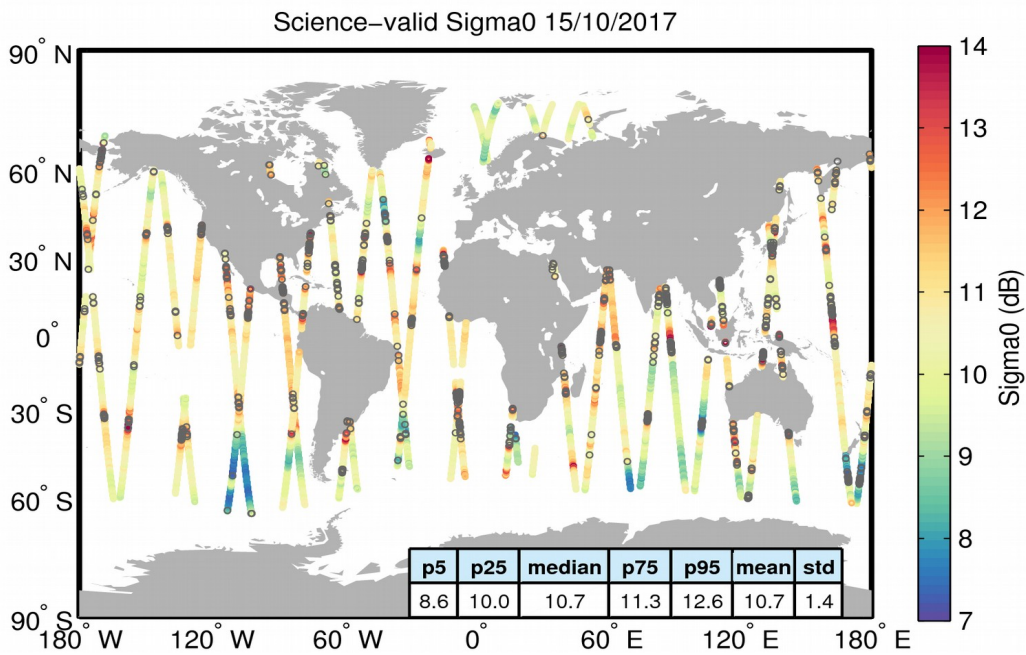 Science−valid Sigma0 15/10/2017
90° N
60° N
30° N
0°
30° S
60° S
90° S
180° W
120° W
60° W
0°
60° E
120° E
180° E
14
13
12
11
10
9
8
7
Sigma0 (dB)
p5 p25 median p75 p95 mean std
8.6 10.0 10.7 11.3 12.6 10.7 1.4